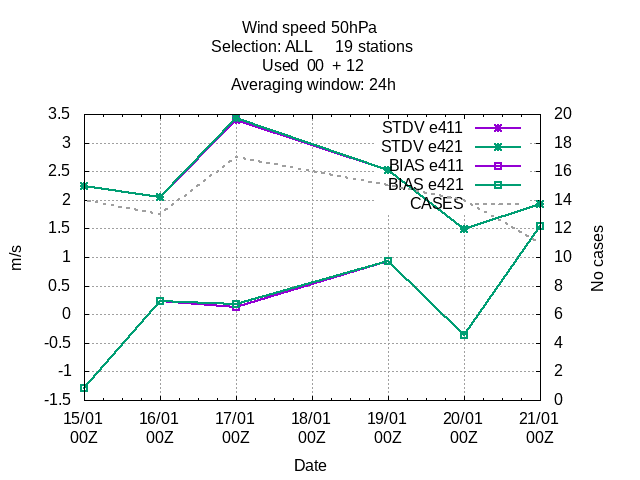 Wind speed 50hPa
Selection: ALL     19 stations
Used  00  + 12
Averaging window: 24h
3.5
3
2.5
2
1.5
1
0.5
0
-0.5
-1
-1.5
m/s
STDV e411
STDV e421
BIAS e411
BIAS e421
CASES
20
18
16
14
12
10
8
6
4
2
0
No cases
15/01 16/01 17/01 18/01 19/01 20/01 21/01
00Z 00Z 00Z 00Z 00Z 00Z 00Z
Date